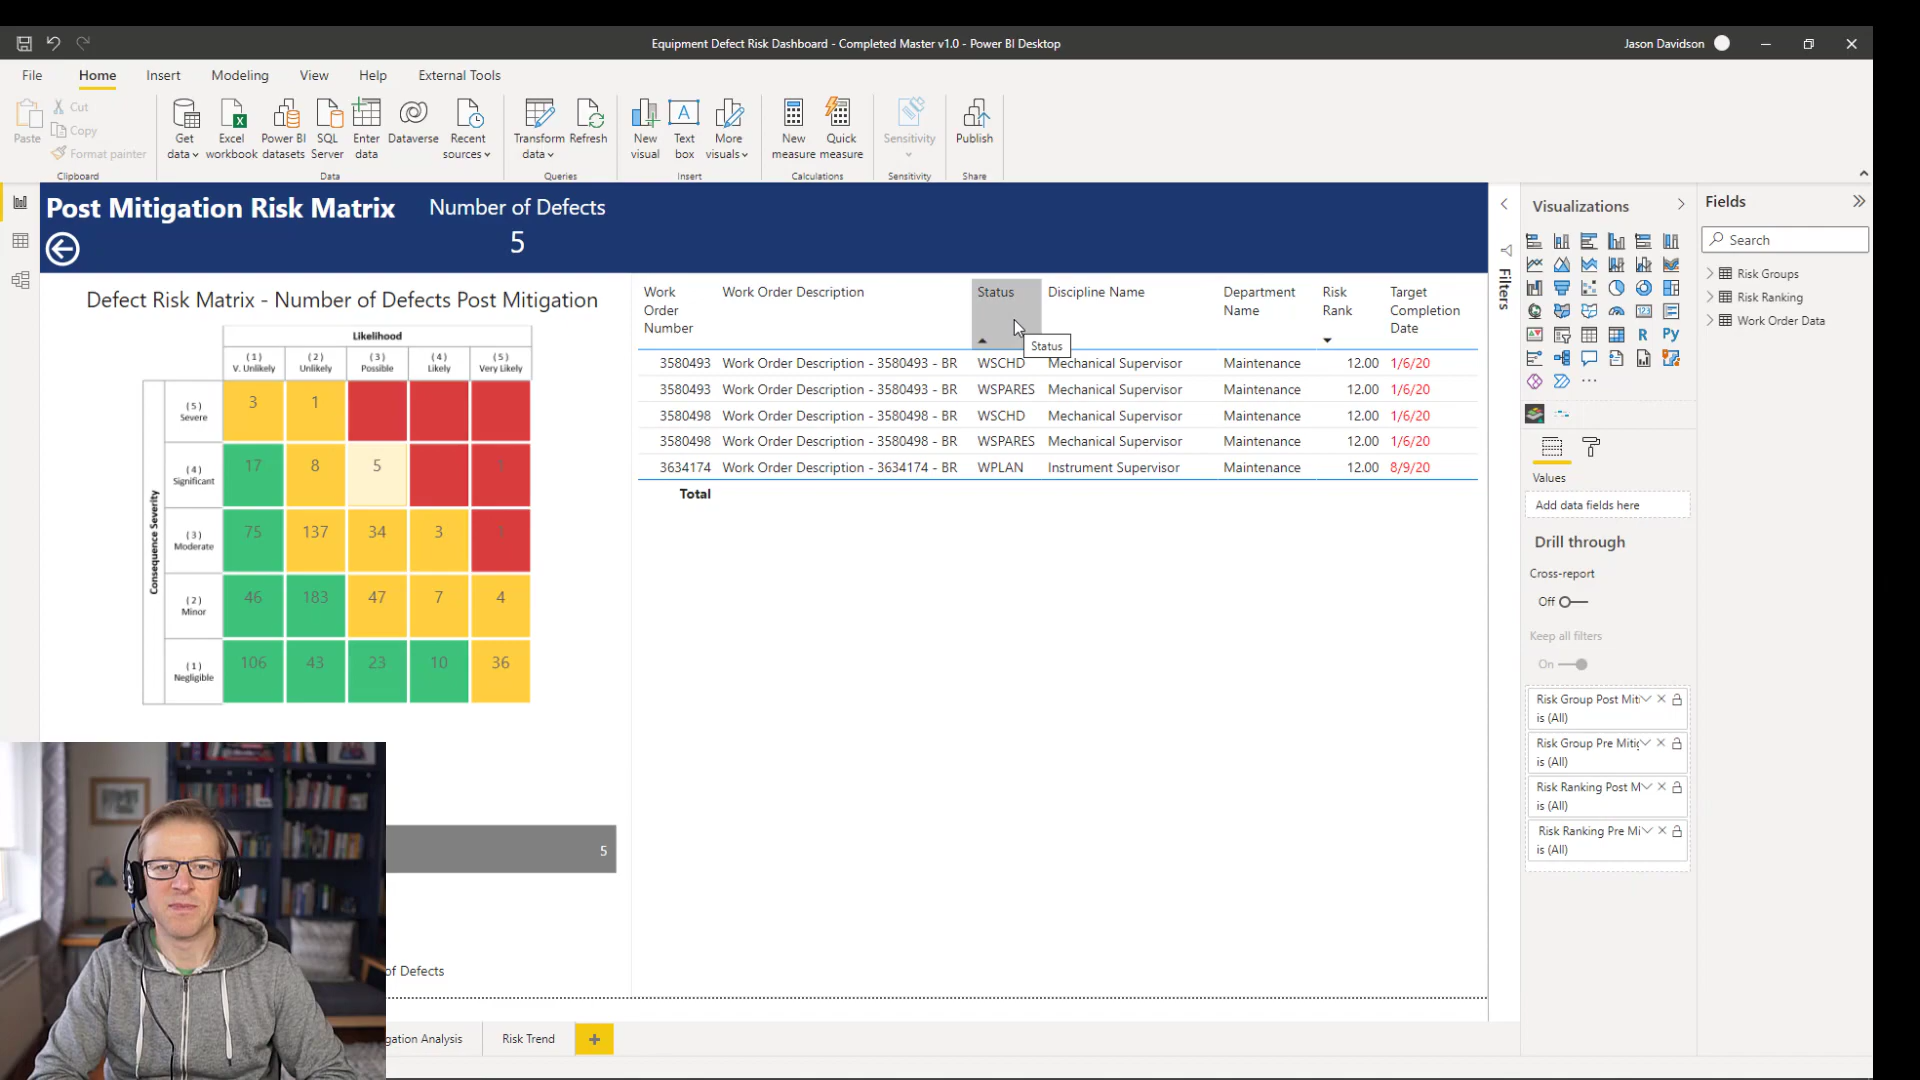 Equipment Defect Risk Dashboard - Completed Master v1.0 - Power BI Desktop
Jason Davidson
File Home Insert Modeling View Help External Tools
Paste
Cut
Copy
Format painter
Get data
Excel workbook
Power BI datasets
SQL Server
Enter data
Dataverse
Recent sources
Transform data
Refresh
New visual
Text box
More visuals
New measure
Quick measure
Sensitivity
Publish
Clipboard Data Queries Insert Calculations Sensitivity Share
Post Mitigation Risk Matrix
Number of Defects
5
Defect Risk Matrix - Number of Defects Post Mitigation
Likelihood
( 1 ) ( 2 ) ( 3 ) ( 4 ) ( 5 )
V. Unlikely Unlikely Possible Likely Very Likely
Consequence Severity
( 5 ) Severe 3 1
( 4 ) Significant 17 8 5 1
( 3 ) Moderate 75 137 34 3 1
( 2 ) Minor 46 183 47 7 4
( 1 ) Negligible 106 43 23 10 36
5
of Defects
Work Order Number
Work Order Description
Status
Discipline Name
Department Name
Risk Rank
Target Completion Date
Status
3580493 Work Order Description - 3580493 - BR WSCHD Mechanical Supervisor Maintenance 12.00 1/6/20
3580493 Work Order Description - 3580493 - BR WSPARES Mechanical Supervisor Maintenance 12.00 1/6/20
3580498 Work Order Description - 3580498 - BR WSCHD Mechanical Supervisor Maintenance 12.00 1/6/20
3580498 Work Order Description - 3580498 - BR WSPARES Mechanical Supervisor Maintenance 12.00 1/6/20
3634174 Work Order Description - 3634174 - BR WPLAN Instrument Supervisor Maintenance 12.00 8/9/20
Total
Filters
Visualizations
R
Py
Values
Add data fields here
Drill through
Cross-report
Off
Keep all filters
On
Risk Group Post Miti
is (All)
Risk Group Pre Mitig
is (All)
Risk Ranking Post M
is (All)
Risk Ranking Pre Mi
is (All)
Fields
Search
Risk Groups
Risk Ranking
Work Order Data
gation Analysis
Risk Trend